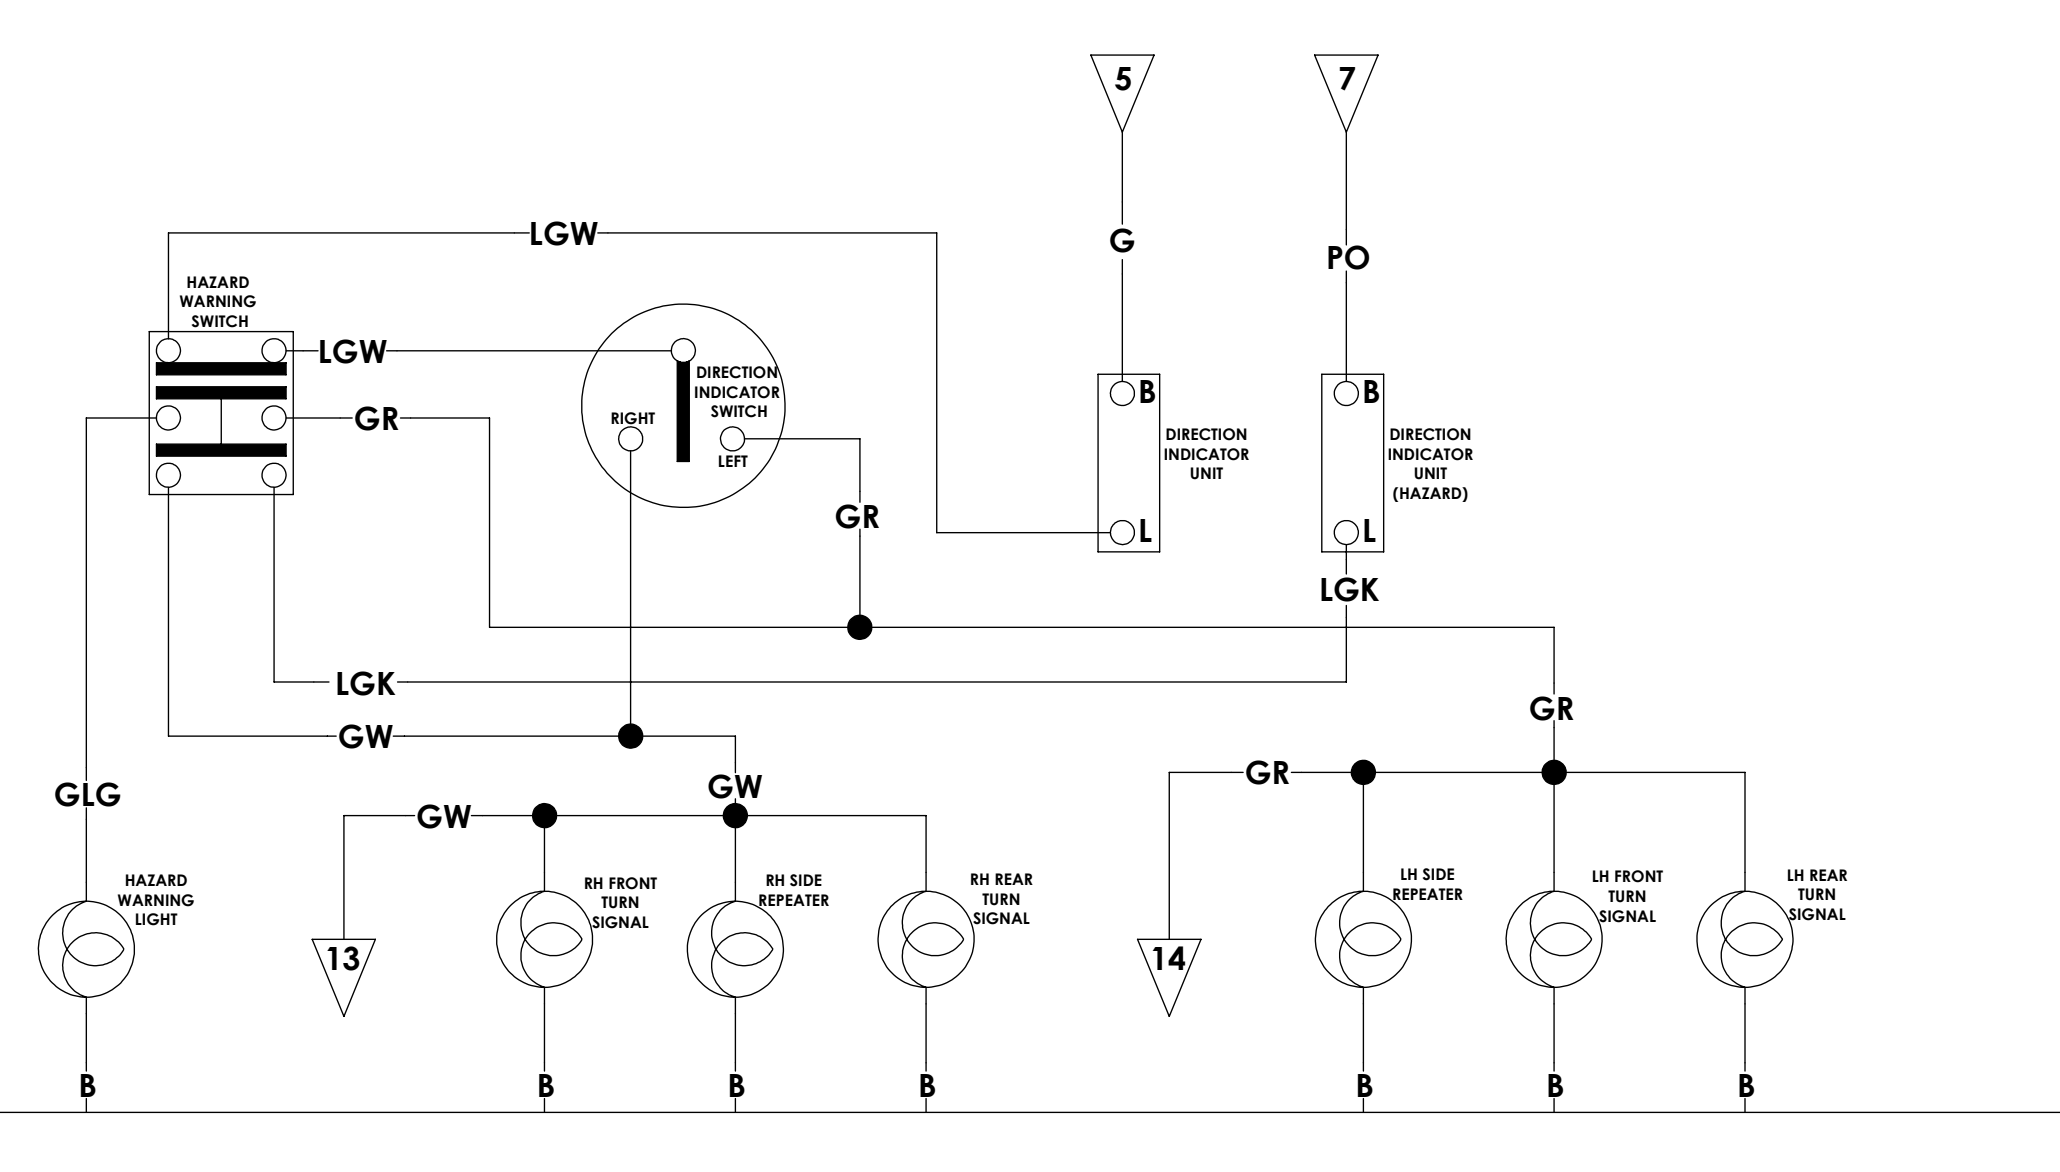 5
7
LGW
G
PO
HAZARD
WARNING
SWITCH
LGW
DIRECTION
INDICATOR
SWITCH
RIGHT
LEFT
GR
B
DIRECTION
INDICATOR
UNIT
L
B
DIRECTION
INDICATOR
UNIT
(HAZARD)
L
GR
LGK
LGK
GR
GW
GW
GLG
GW
GR
HAZARD
WARNING
LIGHT
13
RH FRONT
TURN
SIGNAL
RH SIDE
REPEATER
RH REAR
TURN
SIGNAL
14
LH SIDE
REPEATER
LH FRONT
TURN
SIGNAL
LH REAR
TURN
SIGNAL
B
B
B
B
B
B
B